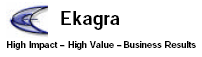 Ekagra
High Impact – High Value – Business Results